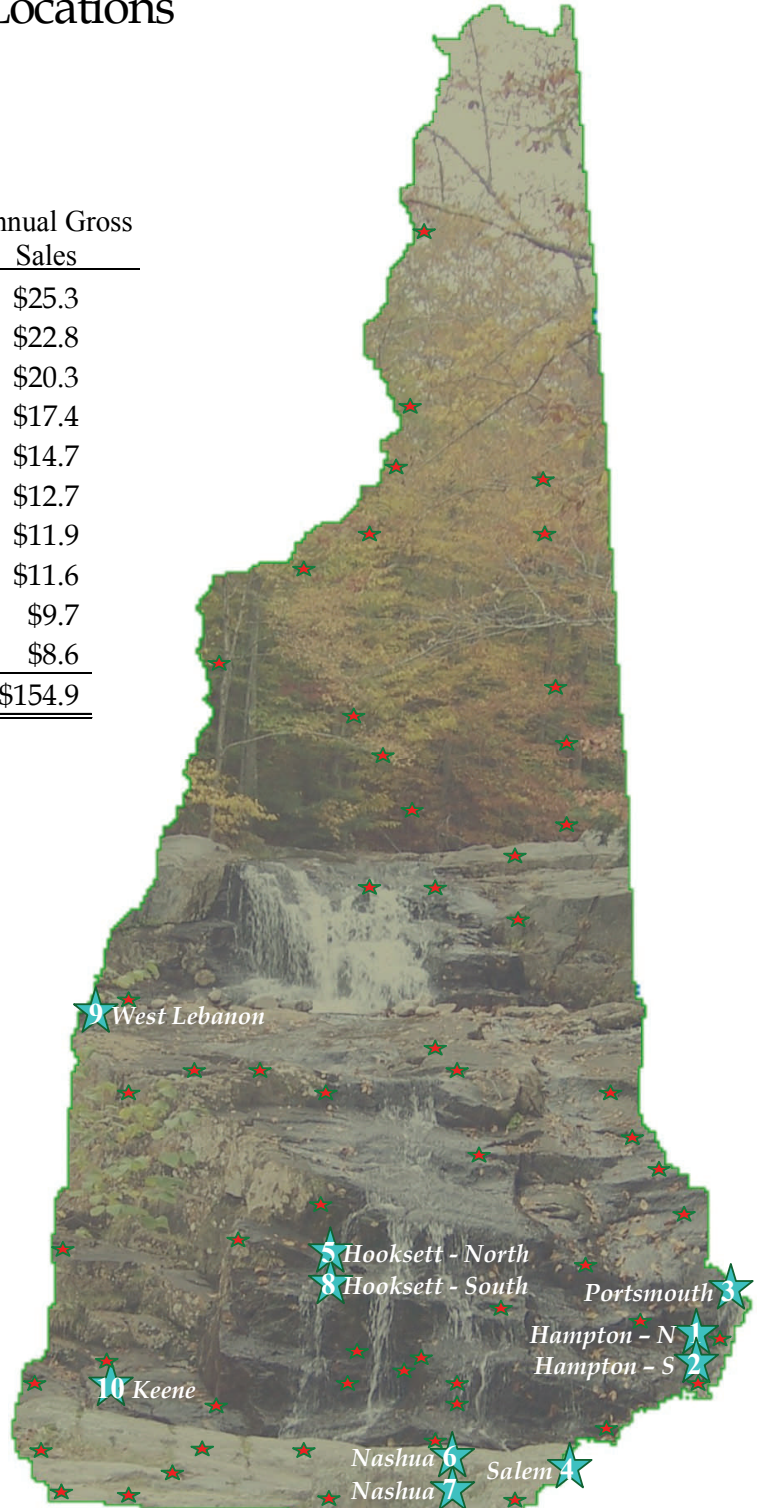 Locations
nnual Gross
Sales
$25.3
$22.8
$20.3
$17.4
$14.7
$12.7
$11.9
$11.6
$9.7
$8.6
$154.9
9 West Lebanon
5 Hooksett - North
8 Hooksett - South
Portsmouth 3
Hampton – N 1
Hampton – S 2
10 Keene
Nashua 6
Salem 4
Nashua 7